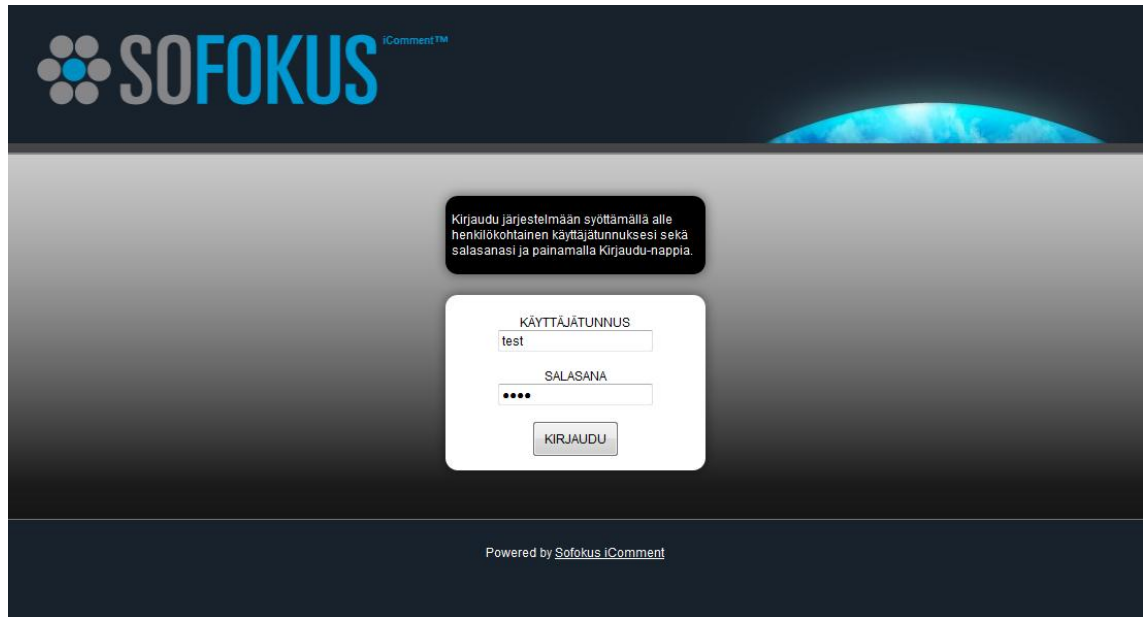 SOFOKUS iComment™
Kirjaudu järjestelmään syöttämällä alle
henkilökohtainen käyttäjätunnuksesi sekä
salasanasi ja painamalla Kirjaudu-nappia.
KÄYTTÄJÄTUNNUS
test
SALASANA
••••
KIRJAUDU
Powered by Sofokus iComment